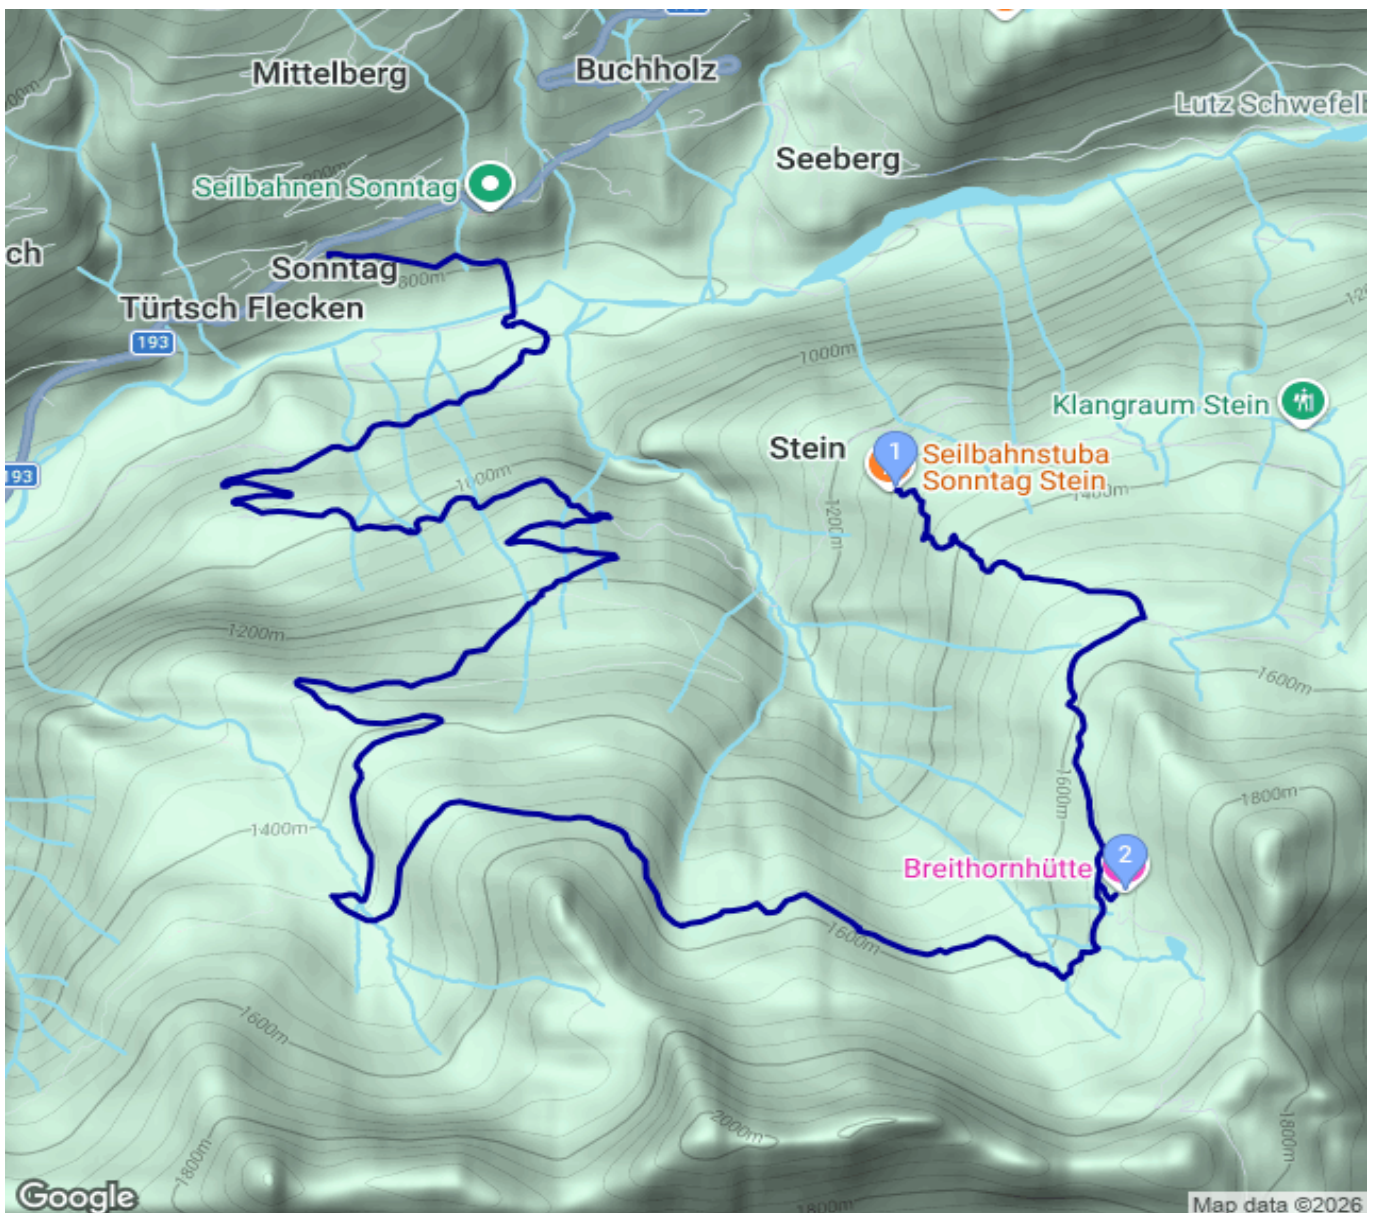 Mittelberg
Buchholz
Lutz Schwefelb
Seeberg
Seilbahnen Sonntag
ch
Sonntag
800m
Türtsch Flecken
193
1000m
Klangraum Stein
Stein
1
Seilbahnstuba
Sonntag Stein
193
1000m
1400m
1200m
1200m
1600m
1600m
1800m
1400m
2
Breithornhütte
1600m
1600m
2000m
1800m
1800m
1800m
Google
Map data ©2026